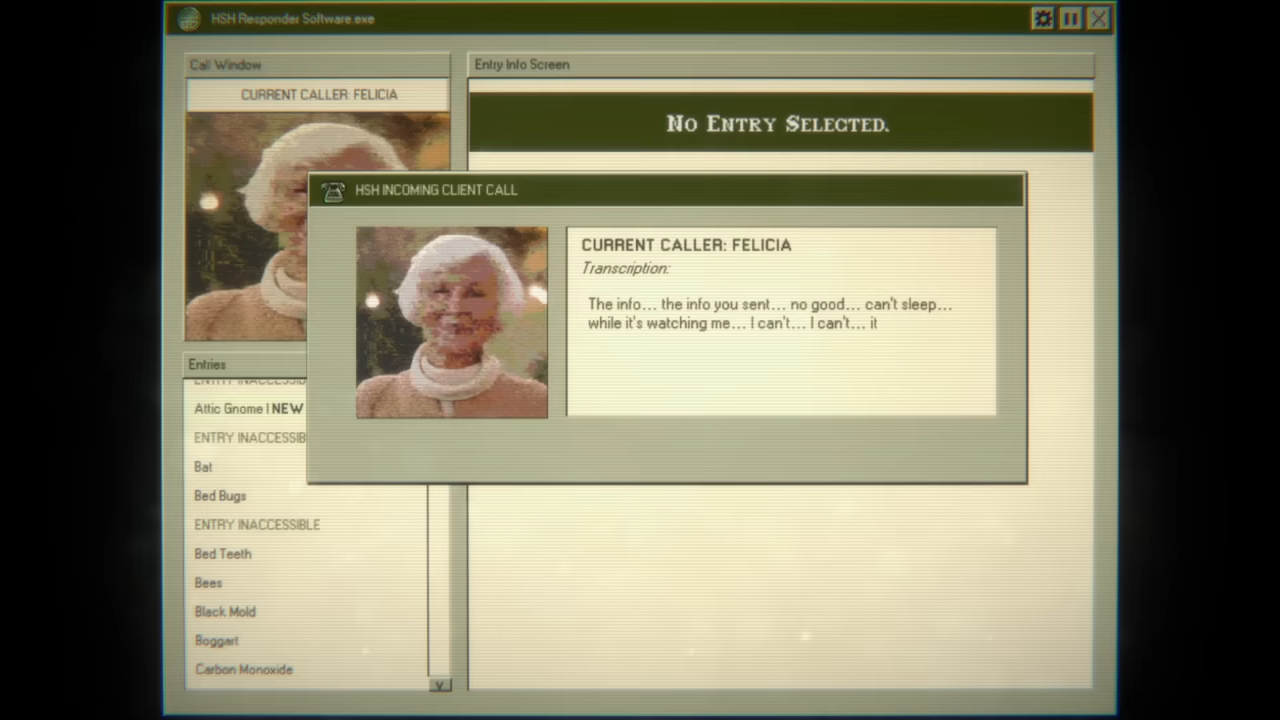 HSH Responder Software.exe
Call Window
CURRENT CALLER: FELICIA
Entry Info Screen
No Entry Selected.
HSH INCOMING CLIENT CALL
CURRENT CALLER: FELICIA
Transcription:
The info... the info you sent... no good... can't sleep...
while it's watching me... I can't... I can't... it
Entries
ENTRY INACCESSIB
Attic Gnome | NEW
ENTRY INACCESSIB
Bat
Bed Bugs
ENTRY INACCESSIBLE
Bed Teeth
Bees
Black Mold
Boggart
Carbon Monoxide
V